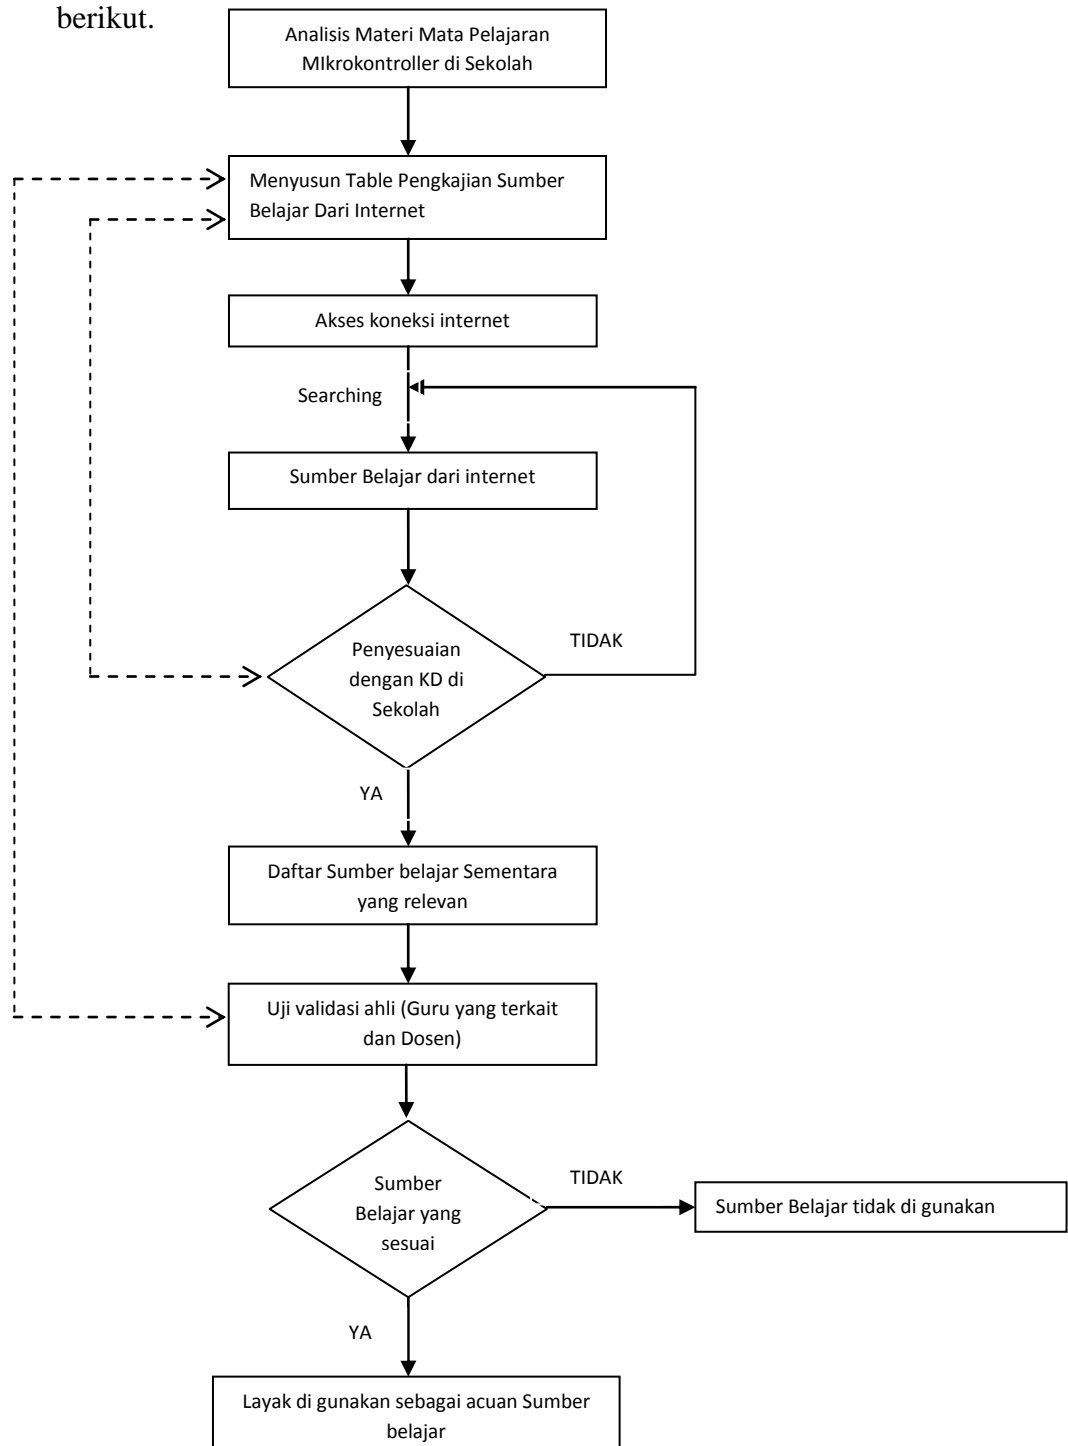 berikut.
Analisis Materi Mata Pelajaran
MIkrokontroller di Sekolah
Menyusun Table Pengkajian Sumber
Belajar Dari Internet
Akses koneksi internet
Searching
Sumber Belajar dari internet
Penyesuaian
dengan KD di
Sekolah
TIDAK
YA
Daftar Sumber belajar Sementara
yang relevan
Uji validasi ahli (Guru yang terkait
dan Dosen)
Sumber
Belajar yang
sesuai
TIDAK
Sumber Belajar tidak di gunakan
YA
Layak di gunakan sebagai acuan Sumber
belajar